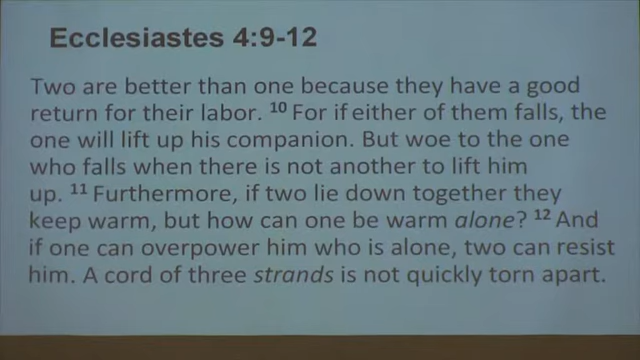 Ecclesiastes 4:9-12
Two are better than one because they have a good
return for their labor. 10 For if either of them falls, the
one will lift up his companion. But woe to the one
who falls when there is not another to lift him
up. 11 Furthermore, if two lie down together they
keep warm, but how can one be warm alone? 12 And
if one can overpower him who is alone, two can resist
him. A cord of three strands is not quickly torn apart.